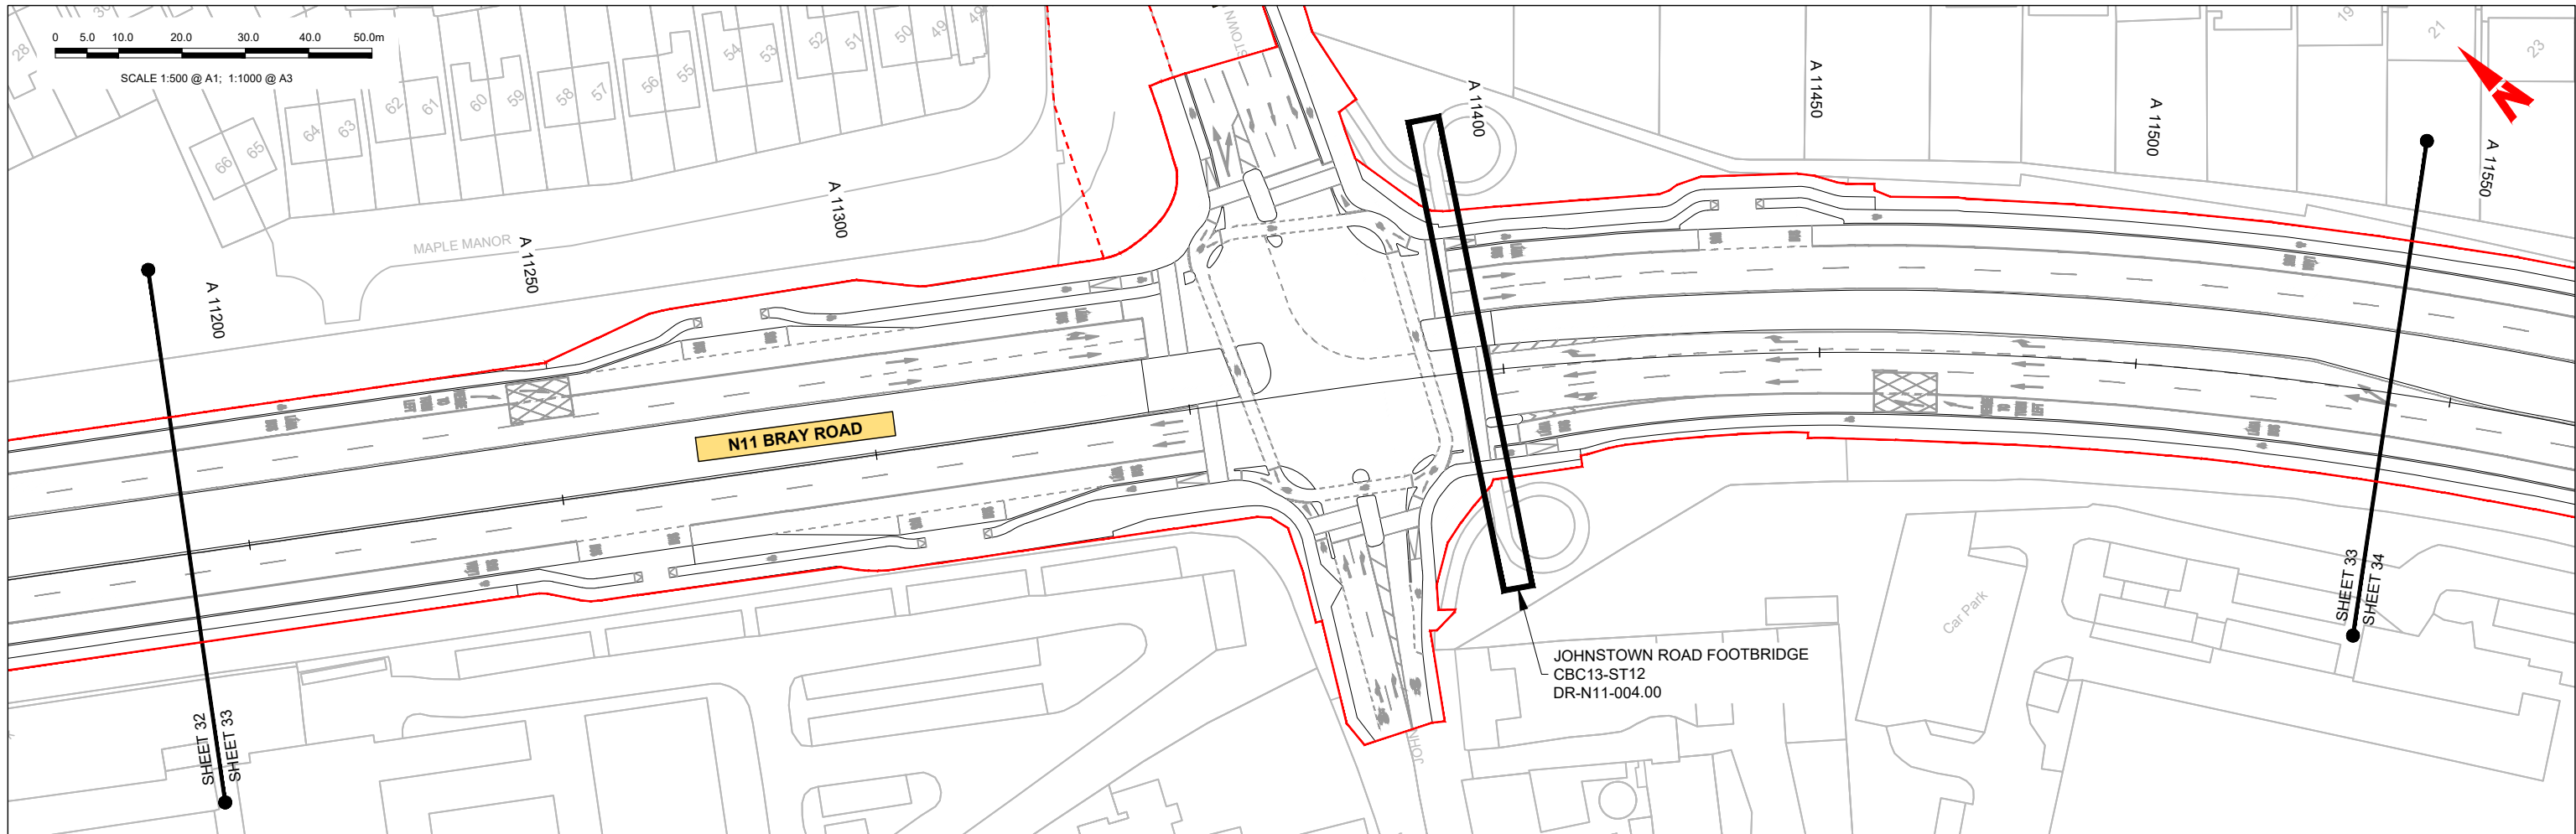 0 5.0 10.0 20.0 30.0 40.0 50.0m
SCALE 1:500 @ A1; 1:1000 @ A3
28
66
65
64
63
62
61
60
59
58
57
56
55
54
53
52
51
50
49
19
21
23
MAPLE MANOR
A 11200
A 11250
A 11300
A 11400
A 11450
A 11500
A 11550
N11 BRAY ROAD
JOHNSTOWN ROAD FOOTBRIDGE
CBC13-ST12
DR-N11-004.00
Car Park
SHEET 32
SHEET 33
SHEET 33
SHEET 34